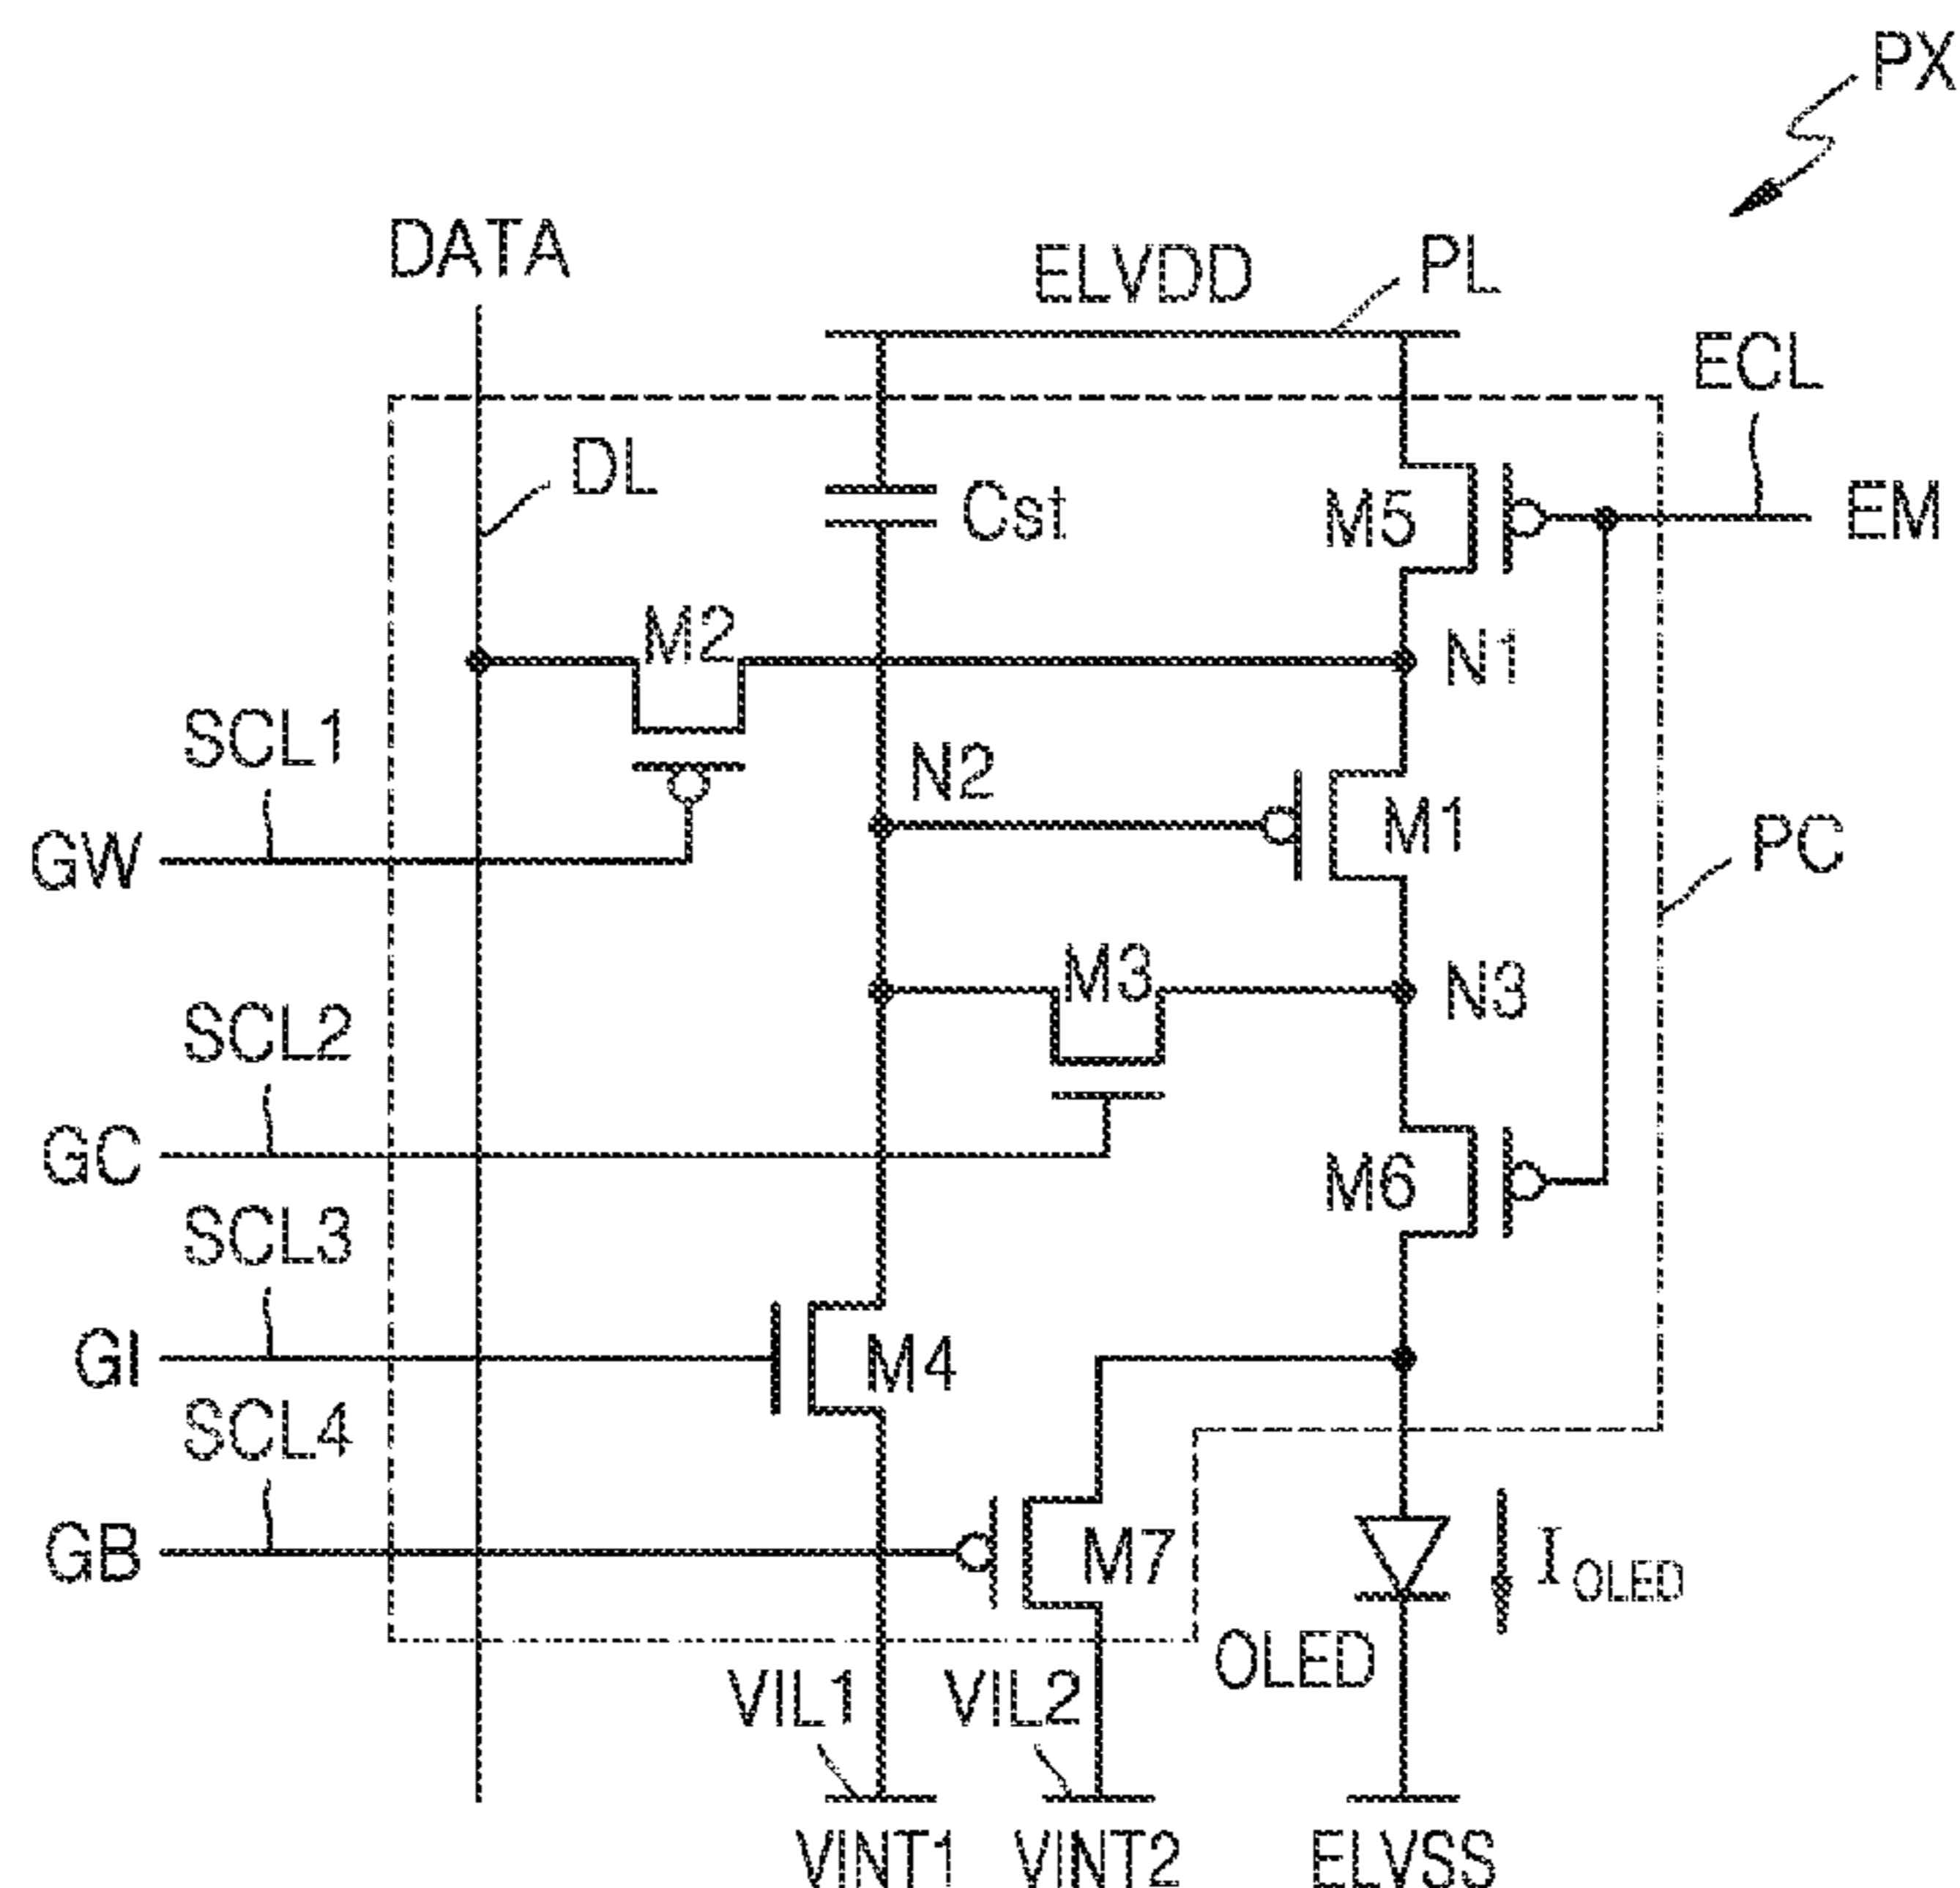 PX
DATA
ELVDD
PL
ECL
DL
Cst
M5
EM
M2
N1
SCL1
N2
M1
GW
PC
M3
N3
SCL2
GC
M6
SCL3
GI
M4
SCL4
GB
M7
IOLED
OLED
VIL1
VIL2
VINT1
VINT2
ELVSS